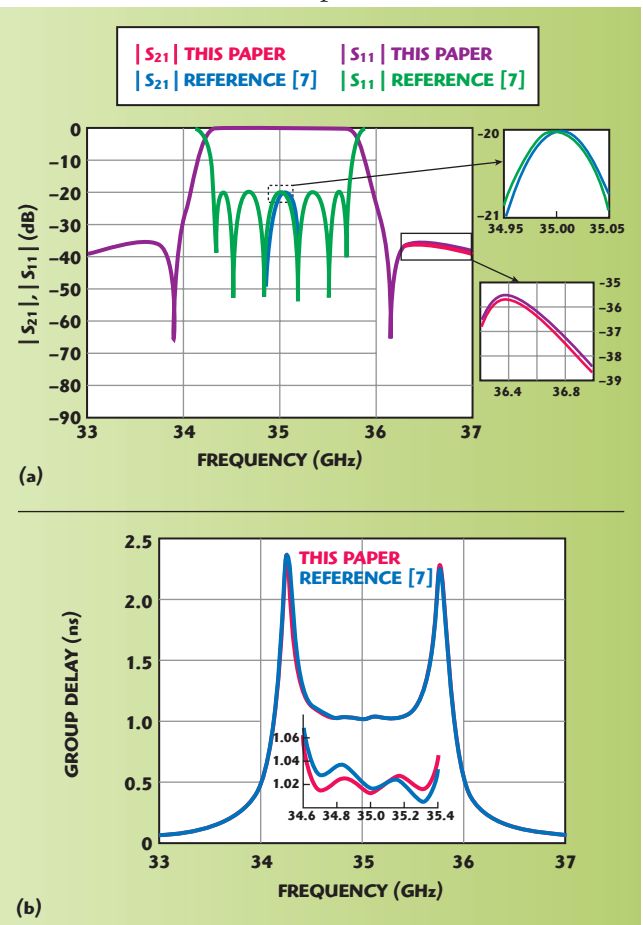 |S21| THIS PAPER |S11| THIS PAPER
|S21| REFERENCE [7] |S11| REFERENCE [7]
0
−10
−20
−30
−40
−50
−60
−70
−80
−90
|S21|, |S11| (dB)
33 34 35 36 37
FREQUENCY (GHz)
−20
−21
34.95 35.00 35.05
−35
−36
−37
−38
−39
36.4 36.8
(a)
2.5
2.0
1.5
1.0
0.5
0
GROUP DELAY (ns)
THIS PAPER
REFERENCE [7]
1.06
1.04
1.02
34.6 34.8 35.0 35.2 35.4
33 34 35 36 37
FREQUENCY (GHz)
(b)